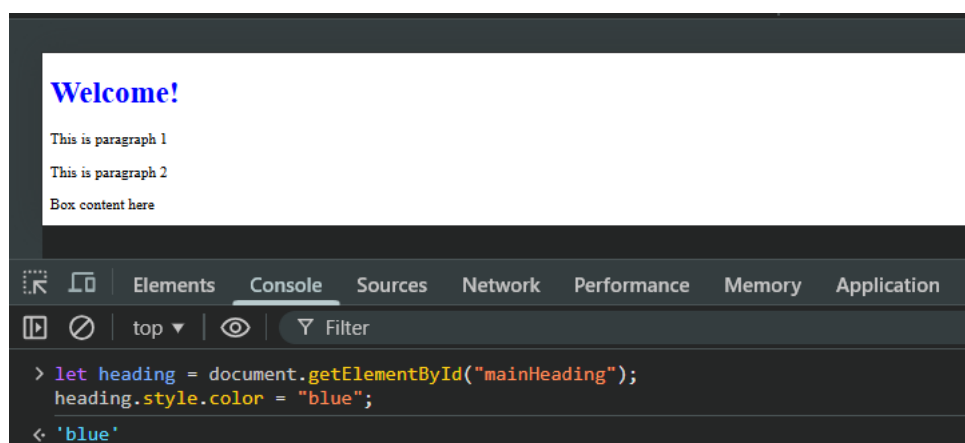 Welcome!
This is paragraph 1
This is paragraph 2
Box content here
Elements Console Sources Network Performance Memory Application
top Filter
let heading = document.getElementById("mainHeading");
heading.style.color = "blue";
'blue'